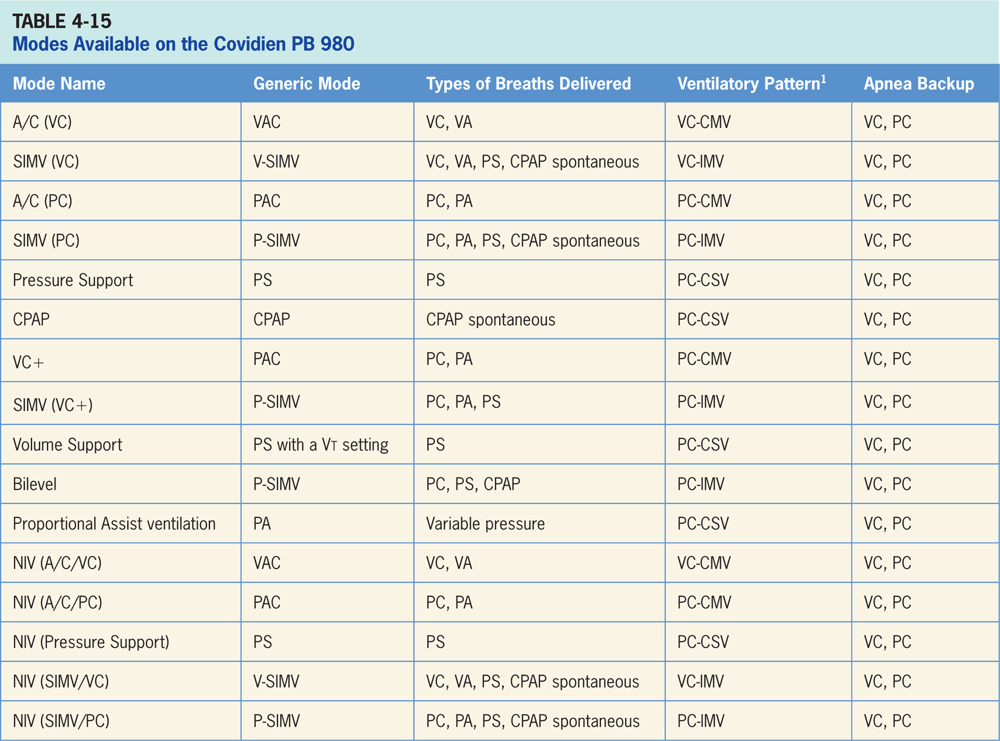 TABLE 4-15
Modes Available on the Covidien PB 980
Mode Name Generic Mode Types of Breaths Delivered Ventilatory Pattern¹ Apnea Backup
A/C (VC) VAC VC, VA VC-CMV VC, PC
SIMV (VC) V-SIMV VC, VA, PS, CPAP spontaneous VC-IMV VC, PC
A/C (PC) PAC PC, PA PC-CMV VC, PC
SIMV (PC) P-SIMV PC, PA, PS, CPAP spontaneous PC-IMV VC, PC
Pressure Support PS PS PC-CSV VC, PC
CPAP CPAP CPAP spontaneous PC-CSV VC, PC
VC+ PAC PC, PA PC-CMV VC, PC
SIMV (VC+) P-SIMV PC, PA, PS PC-IMV VC, PC
Volume Support PS with a VT setting PS PC-CSV VC, PC
Bilevel P-SIMV PC, PS, CPAP PC-IMV VC, PC
Proportional Assist ventilation PA Variable pressure PC-CSV VC, PC
NIV (A/C/VC) VAC VC, VA VC-CMV VC, PC
NIV (A/C/PC) PAC PC, PA PC-CMV VC, PC
NIV (Pressure Support) PS PS PC-CSV VC, PC
NIV (SIMV/VC) V-SIMV VC, VA, PS, CPAP spontaneous VC-IMV VC, PC
NIV (SIMV/PC) P-SIMV PC, PA, PS, CPAP spontaneous PC-IMV VC, PC